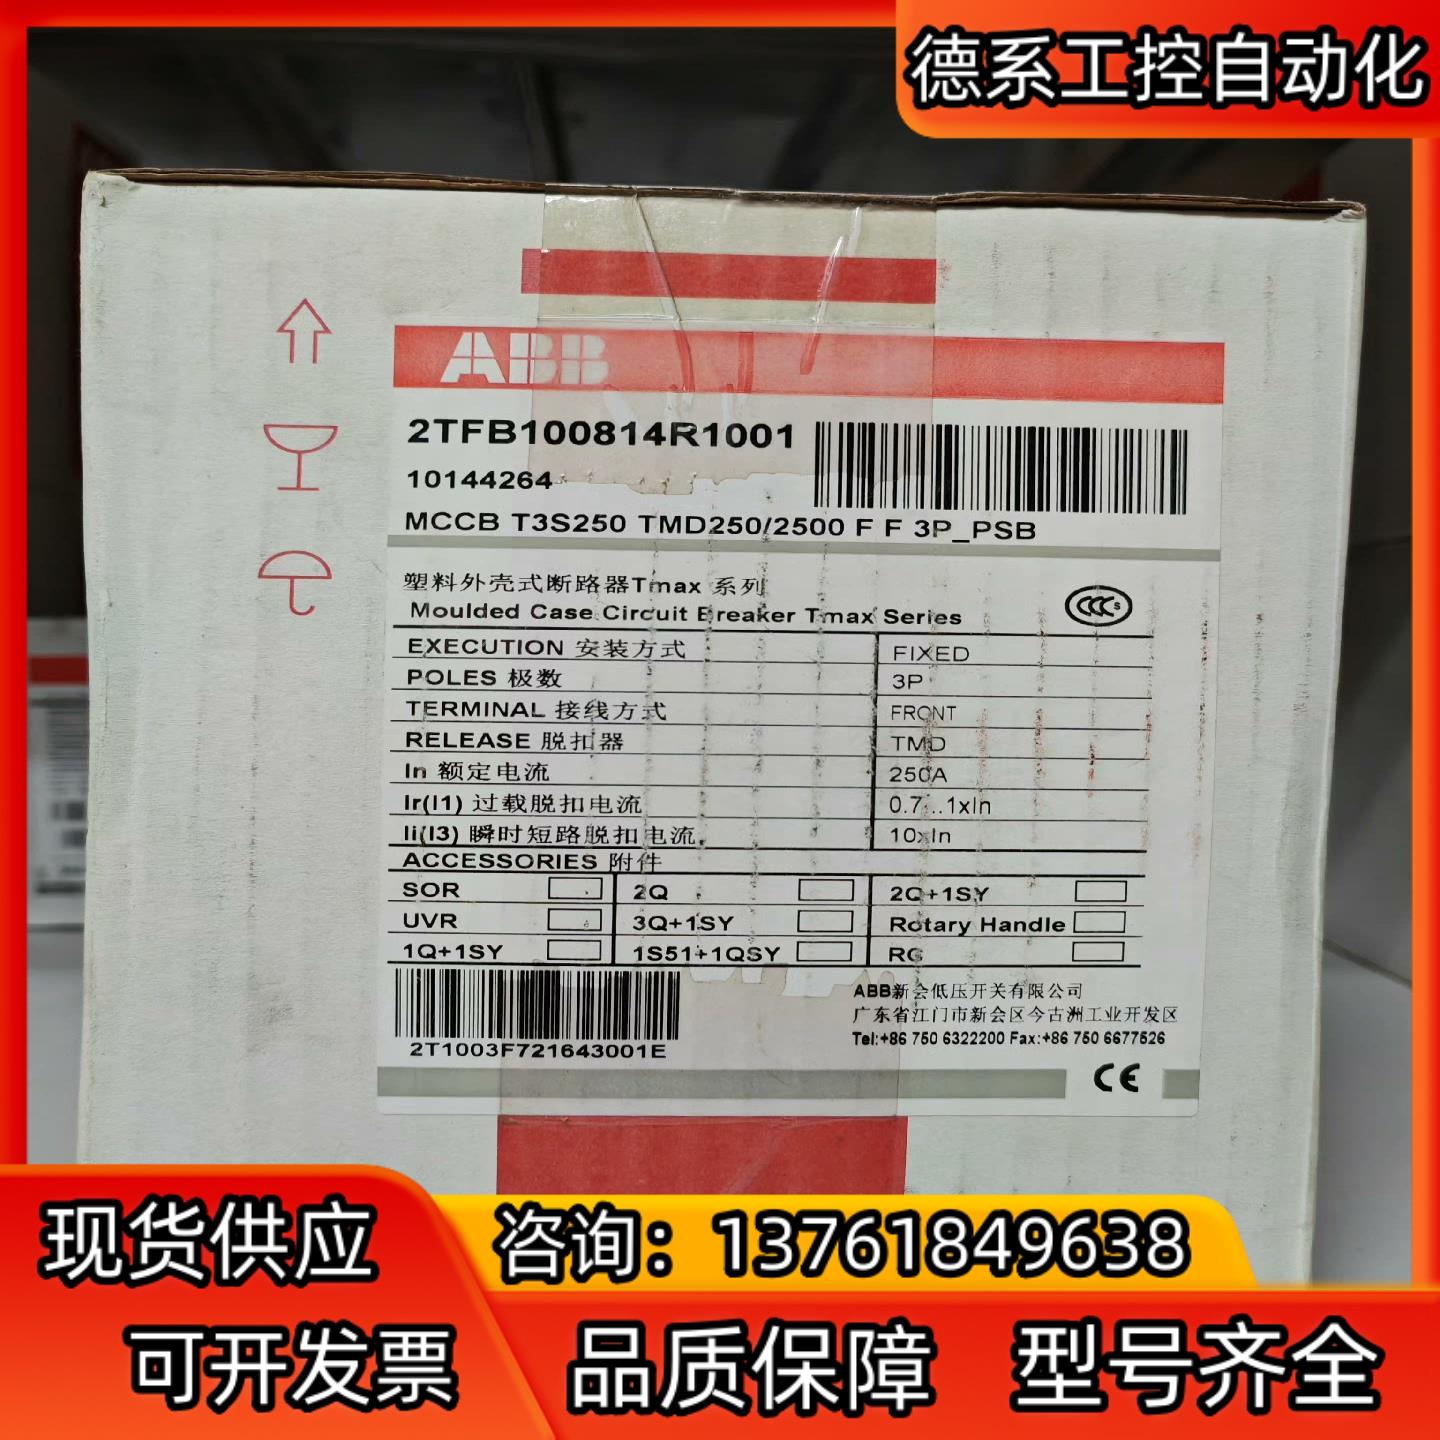 德系工控自动化
ABB
2TFB100814R1001
10144264
MCCB T3S250 TMD250/2500 F F 3P_PSB
塑料外壳式断路器Tmax 系列
Moulded Case Circuit Breaker Tmax Series
CCC S
EXECUTION 安装方式 FIXED
POLES 极数 3P
TERMINAL 接线方式 FRONT
RELEASE 脱扣器 TMD
In 额定电流 250A
Ir(I1) 过载脱扣电流 0.7...1xIn
Ii(I3) 瞬时短路脱扣电流 10xIn
ACCESSORIES 附件
SOR 2Q 2Q+1SY
UVR 3Q+1SY Rotary Handle
1Q+1SY 1S51+1QSY RC
2T1003F721643001E
ABB新会低压开关有限公司
广东省江门市新会区今古洲工业开发区
Tel:+86 750 6322200 Fax:+86 750 6677526
CE
现货供应
咨询：13761849638
可开发票 品质保障 型号齐全